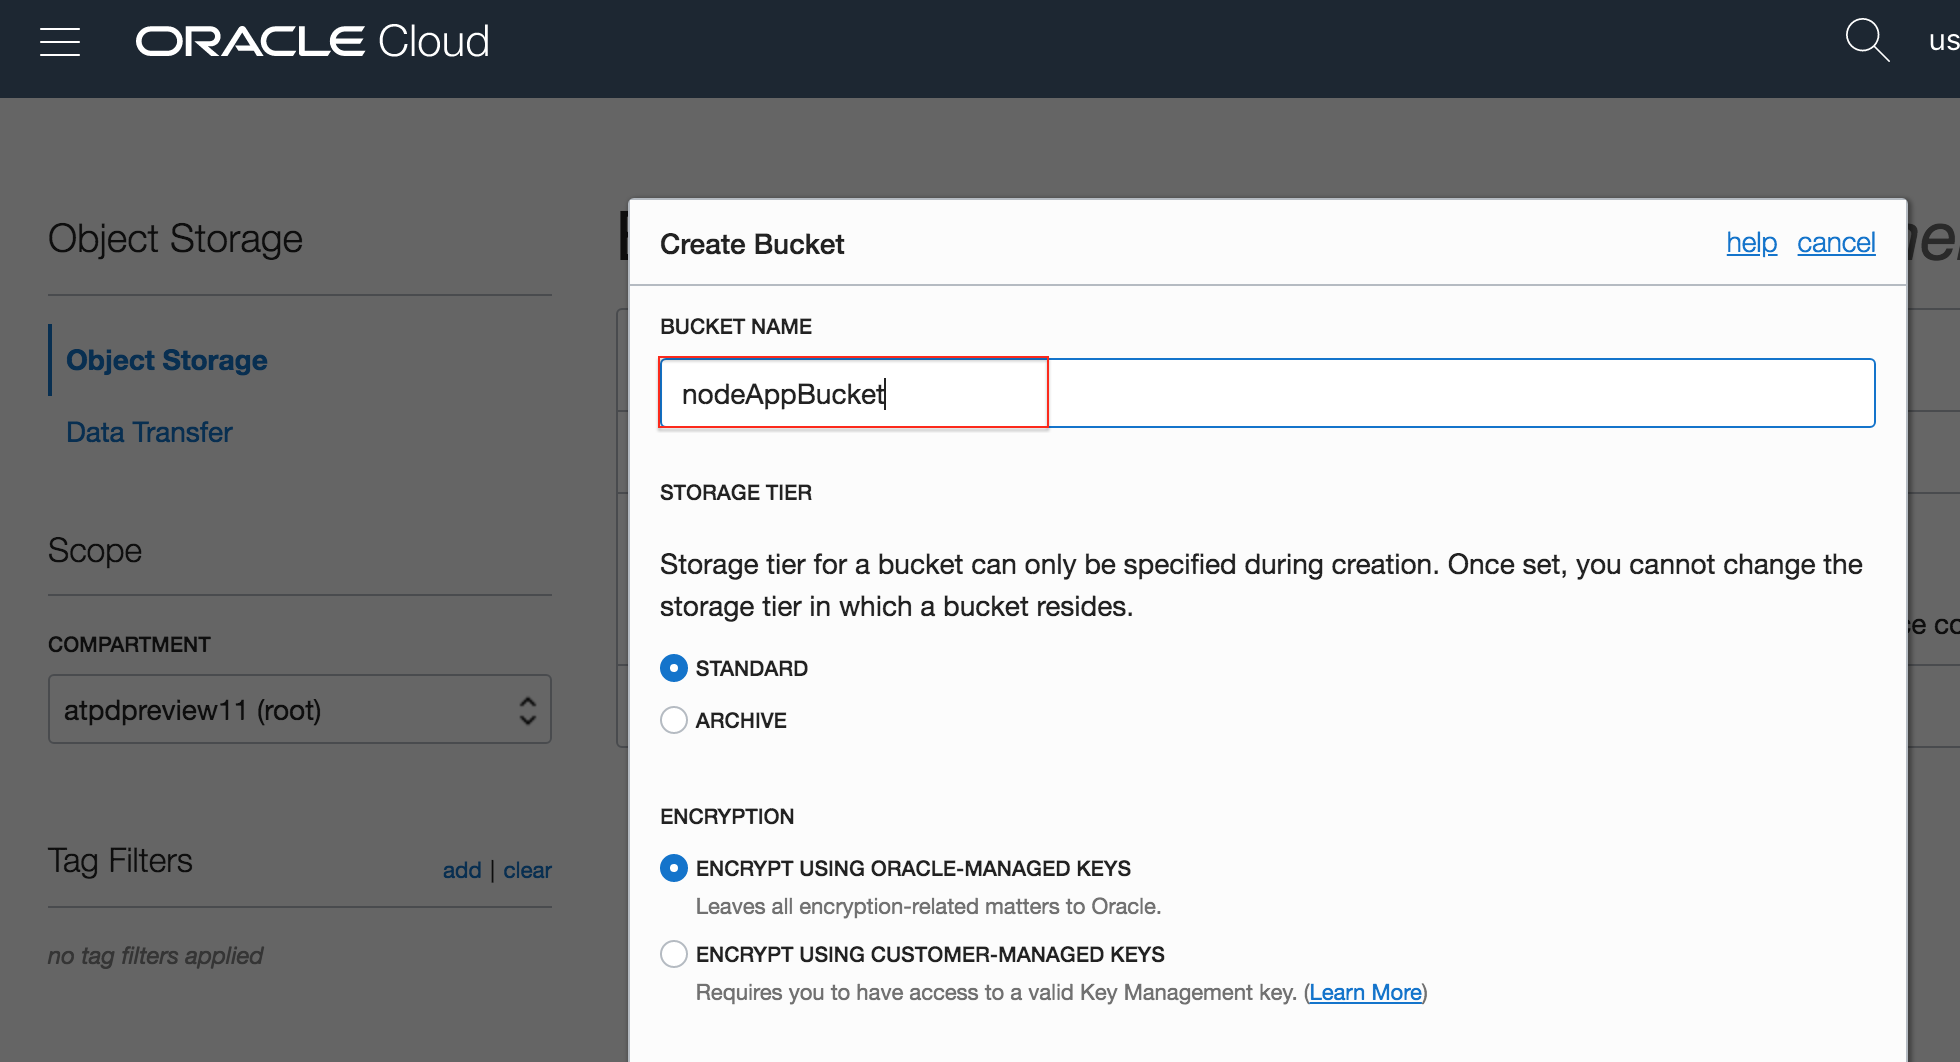 ORACLE Cloud
us
Object Storage
Object Storage
Data Transfer
Scope
COMPARTMENT
atpdpreview11 (root)
Tag Filters
add | clear
no tag filters applied
Create Bucket
help cancel
BUCKET NAME
nodeAppBucket
STORAGE TIER
Storage tier for a bucket can only be specified during creation. Once set, you cannot change the
storage tier in which a bucket resides.
STANDARD
ARCHIVE
ENCRYPTION
ENCRYPT USING ORACLE-MANAGED KEYS
Leaves all encryption-related matters to Oracle.
ENCRYPT USING CUSTOMER-MANAGED KEYS
Requires you to have access to a valid Key Management key. (Learn More)